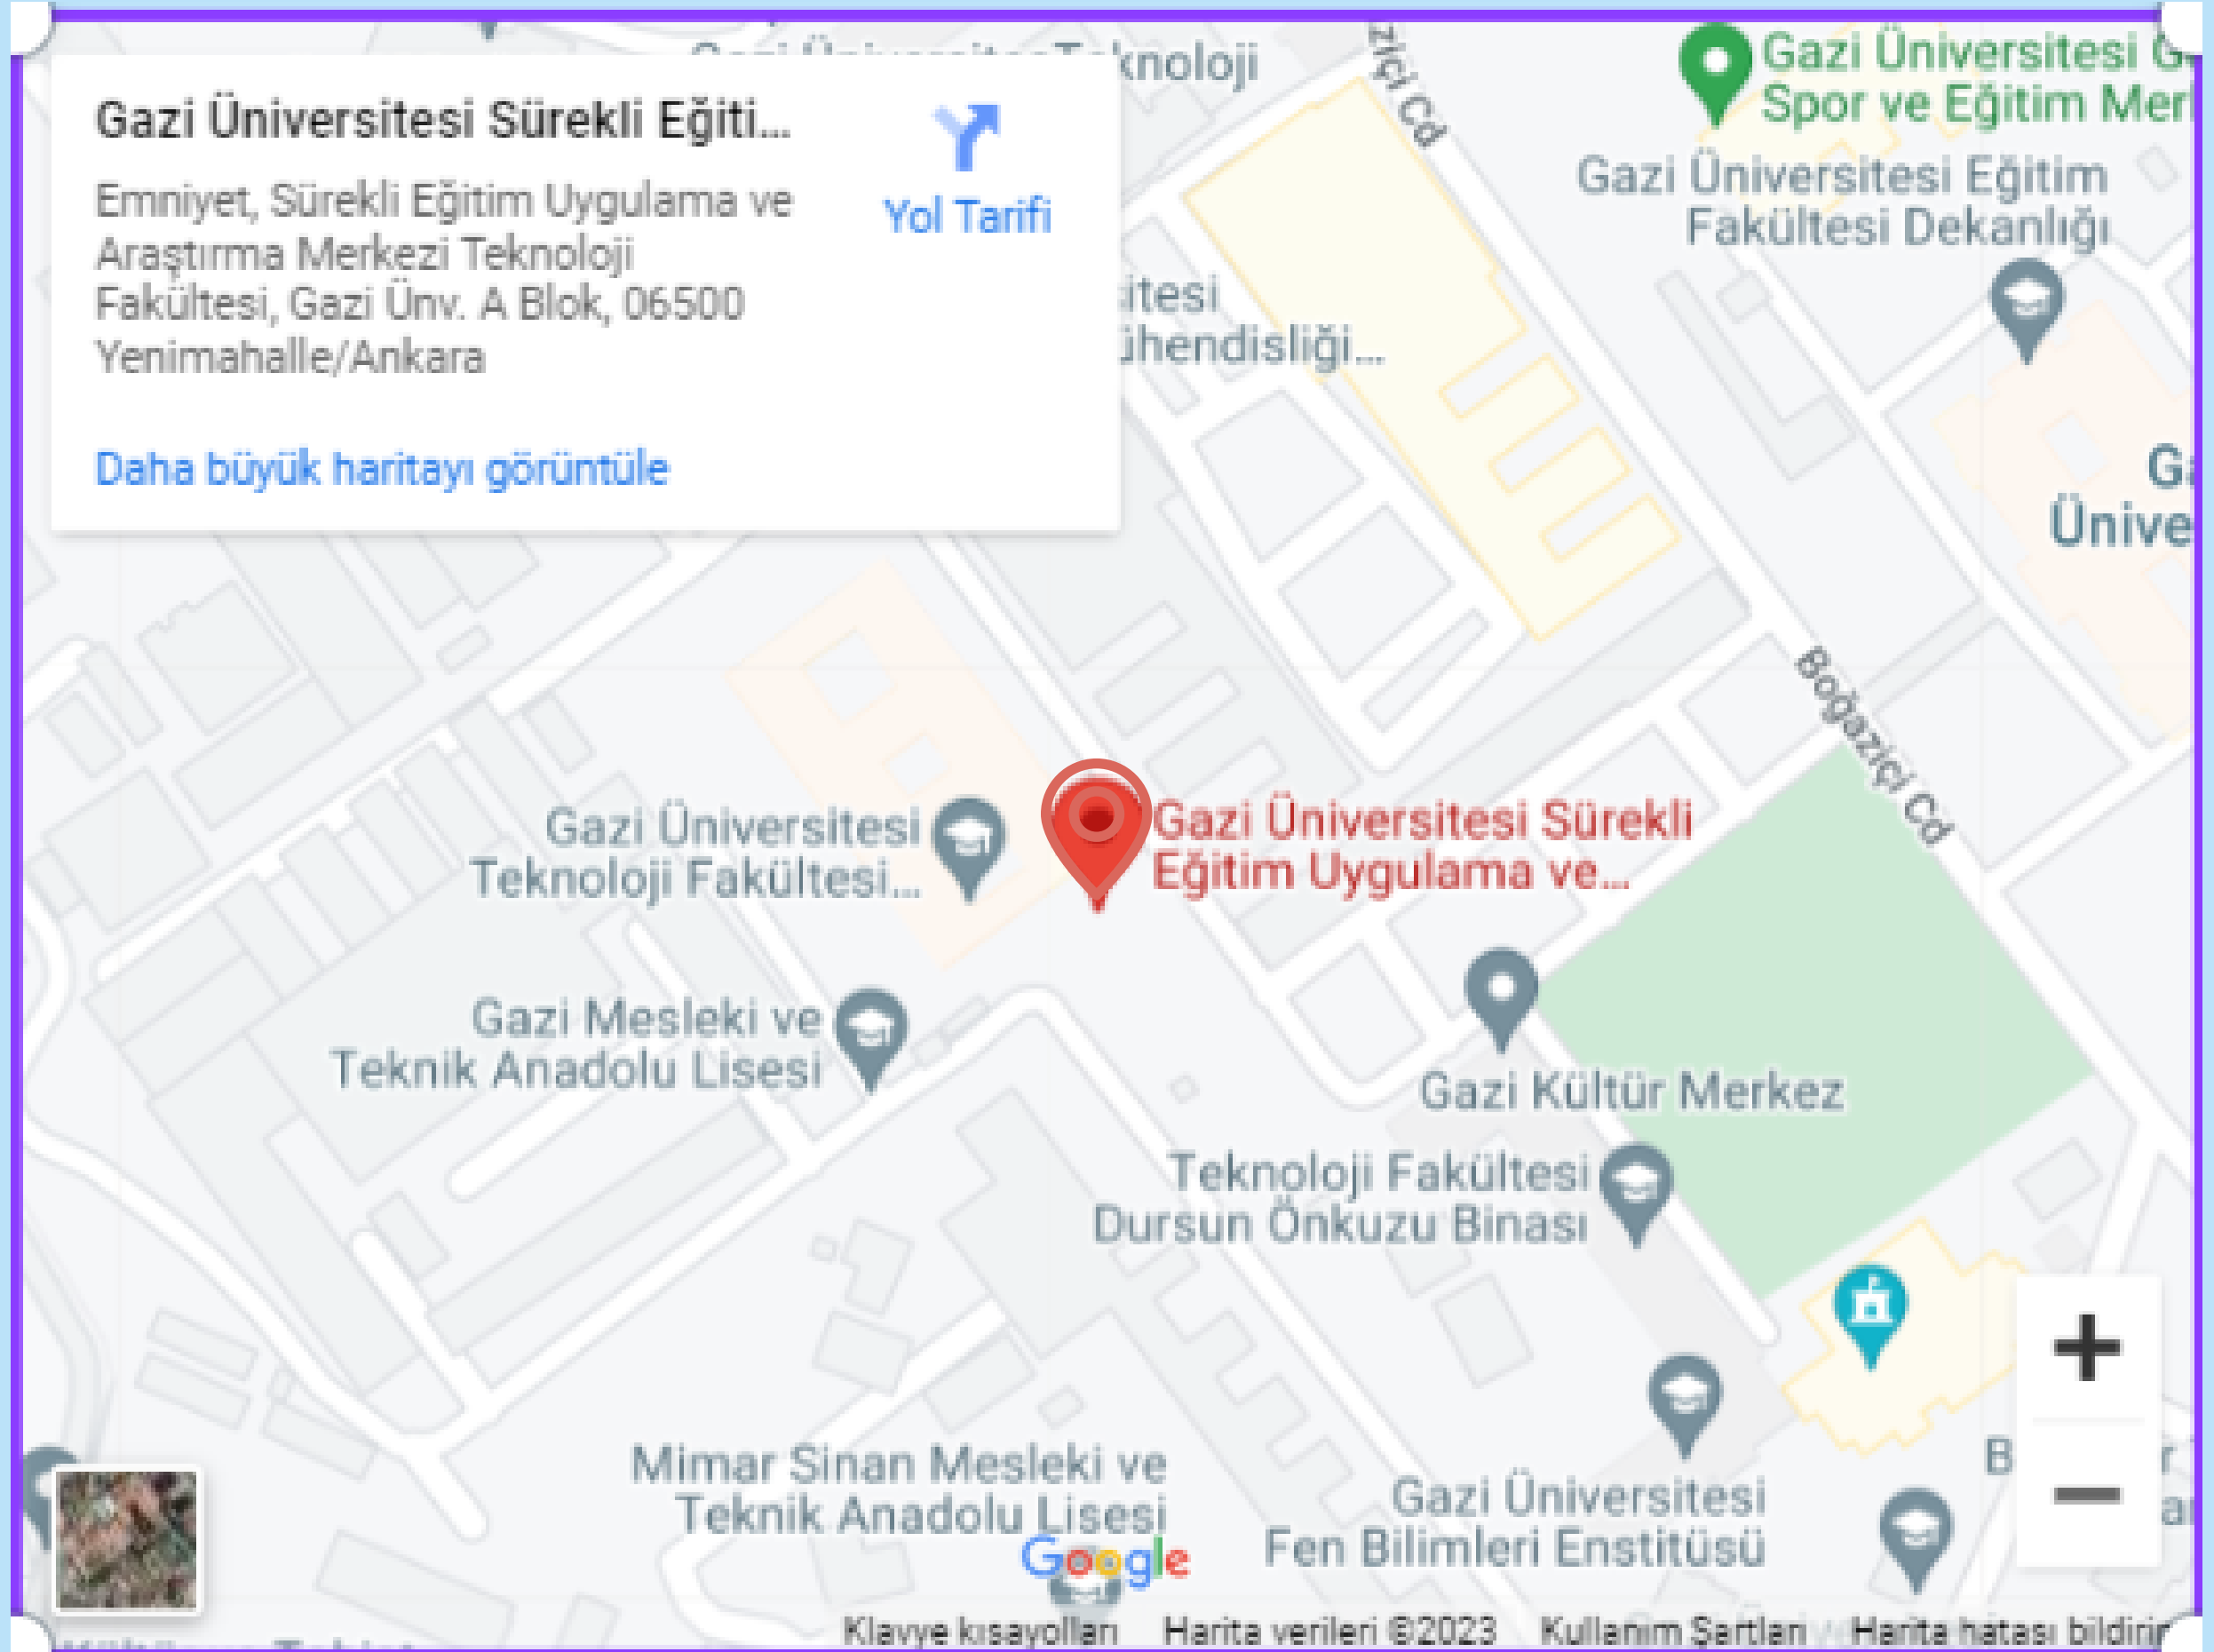 knoloji
Gazi Üniversitesi Sürekli Eğiti...
Emniyet, Sürekli Eğitim Uygulama ve
Araştırma Merkezi Teknoloji
Fakültesi, Gazi Ünv. A Blok, 06500
Yenimahalle/Ankara
Yol Tarifi
Daha büyük haritayı görüntüle
ziçi Cd
Gazi Üniversitesi G
Spor ve Eğitim Mer
Gazi Üniversitesi Eğitim
Fakültesi Dekanlığı
itesi
ühendisliği...
Ga
Ünive
Boğaziçi Cd
Gazi Üniversitesi
Teknoloji Fakültesi...
Gazi Üniversitesi Sürekli
Eğitim Uygulama ve...
Gazi Mesleki ve
Teknik Anadolu Lisesi
Gazi Kültür Merkez
Teknoloji Fakültesi
Dursun Önkuzu Binası
Mimar Sinan Mesleki ve
Teknik Anadolu Lisesi
Gazi Üniversitesi
Fen Bilimleri Enstitüsü
Google
Klavye kısayolları Harita verileri ©2023 Kullanım Şartları Harita hatası bildirin